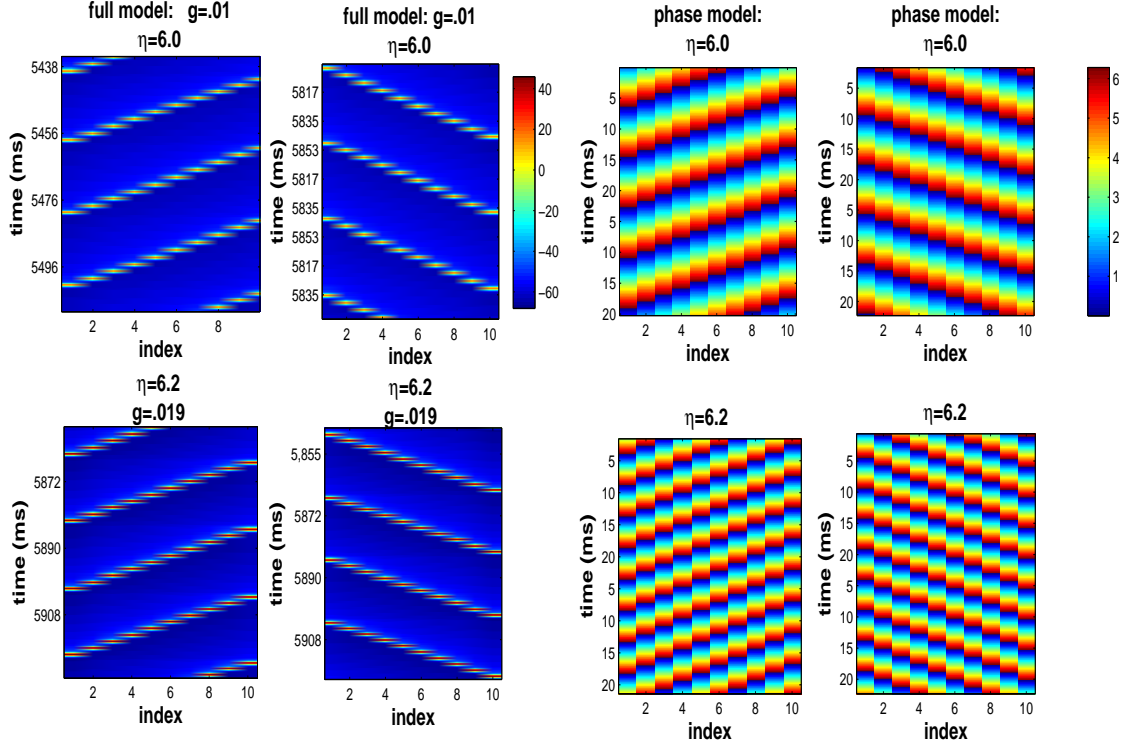 full model: g=.01
η=6.0
time (ms)
5438
5456
5476
5496
2 4 6 8
index
full model: g=.01
η=6.0
time (ms)
5817
5835
5853
5817
5835
5853
5817
5835
2 4 6 8 10
index
40
20
0
−20
−40
−60
phase model:
η=6.0
time (ms)
5
10
15
20
5
10
15
20
2 4 6 8 10
index
phase model:
η=6.0
time (ms)
5
10
15
20
5
10
15
20
2 4 6 8 10
index
6
5
4
3
2
1
η=6.2
g=.019
time (ms)
5872
5890
5908
2 4 6 8 10
index
η=6.2
g=.019
time (ms)
5,855
5872
5890
5908
2 4 6 8 10
index
η=6.2
time (ms)
5
10
15
20
5
10
15
20
2 4 6 8 10
index
η=6.2
time (ms)
5
10
15
20
5
10
15
20
2 4 6 8 10
index